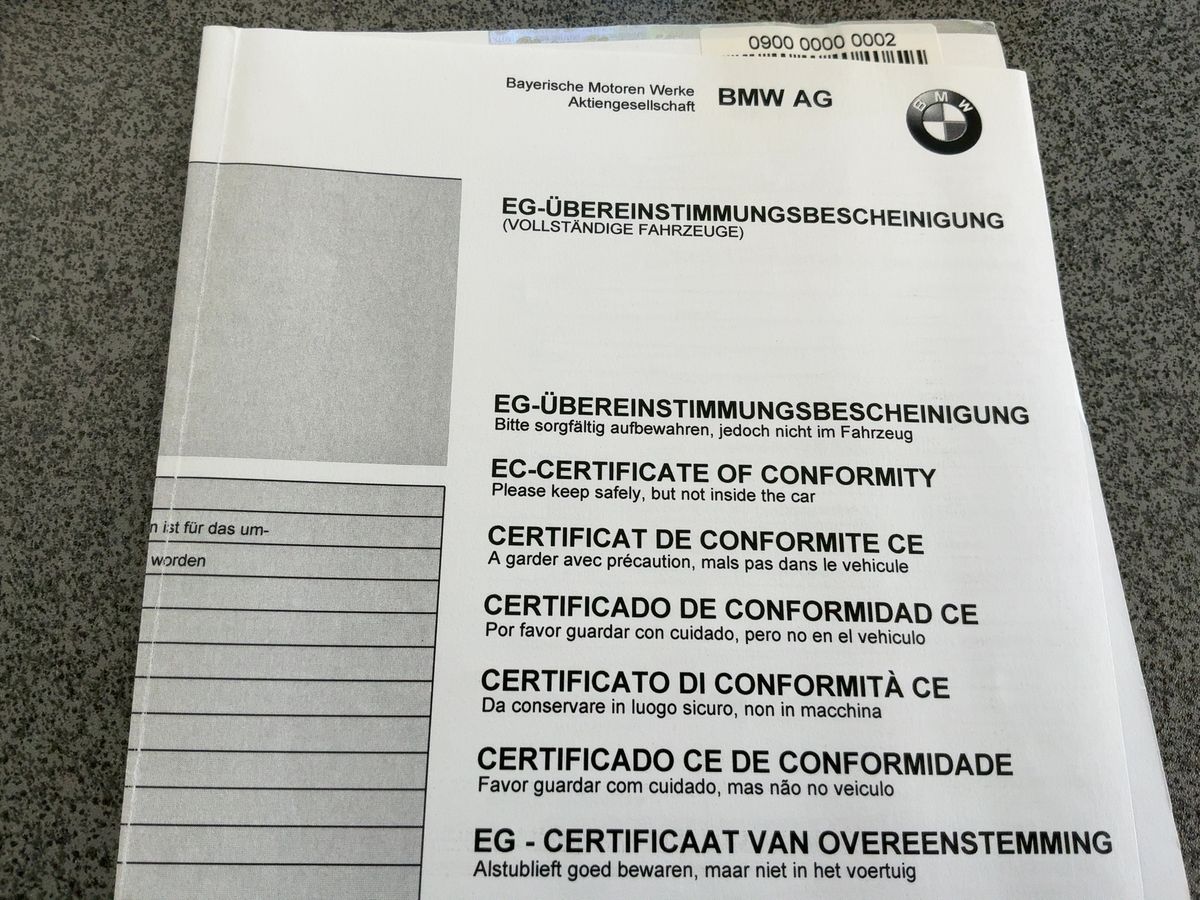 0900 0000 0002
Bayerische Motoren Werke
Aktiengesellschaft
BMW AG
BMW
EG-ÜBEREINSTIMMUNGSBESCHEINIGUNG
(VOLLSTÄNDIGE FAHRZEUGE)
EG-ÜBEREINSTIMMUNGSBESCHEINIGUNG
Bitte sorgfältig aufbewahren, jedoch nicht im Fahrzeug
EC-CERTIFICATE OF CONFORMITY
Please keep safely, but not inside the car
n ist für das um-
worden
CERTIFICAT DE CONFORMITE CE
A garder avec précaution, mals pas dans le vehicule
CERTIFICADO DE CONFORMIDAD CE
Por favor guardar con cuidado, pero no en el vehiculo
CERTIFICATO DI CONFORMITÀ CE
Da conservare in luogo sicuro, non in macchina
CERTIFICADO CE DE CONFORMIDADE
Favor guardar com cuidado, mas não no veiculo
EG - CERTIFICAAT VAN OVEREENSTEMMING
Alstublieft goed bewaren, maar niet in het voertuig